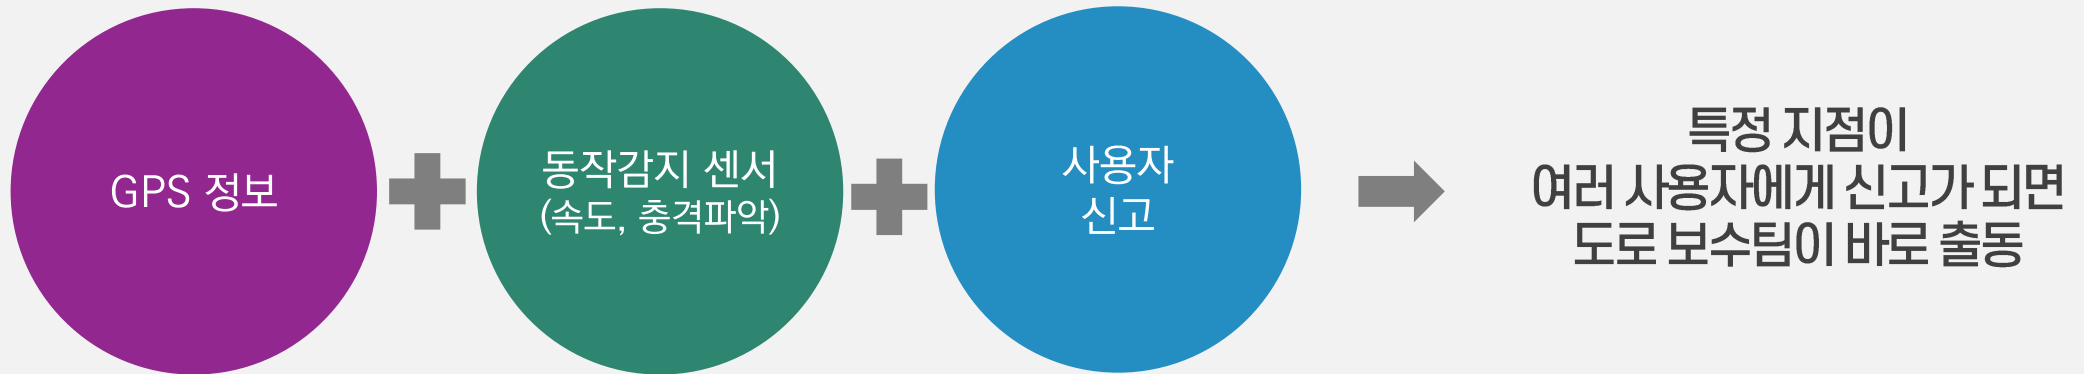 GPS 정보
동작감지 센서
(속도, 충격파악)
사용자
신고
특정 지점이
여러 사용자에게 신고가 되면
도로 보수팀이 바로 출동